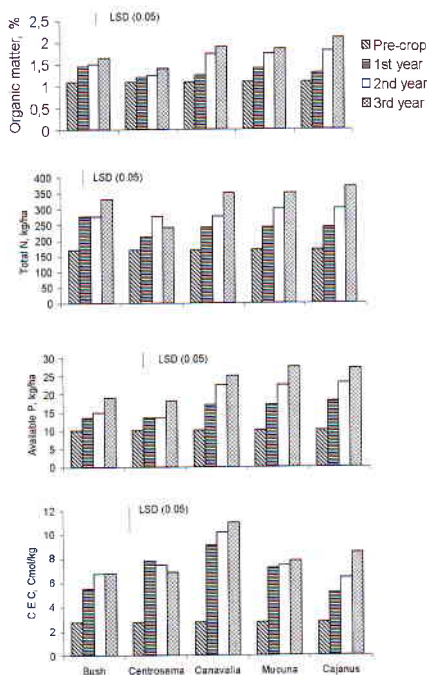 LSD (0.05)
Organic matter, %
2,5
2
1,5
1
0,5
0
Pre-crop
1st year
2nd year
3rd year
LSD (0.05)
Total N, kg/ha
400
350
300
250
200
150
100
50
0
LSD (0.05)
Available P, kg/ha
30
25
20
15
10
5
0
LSD (0.05)
C E C, Cmol/kg
12
10
8
6
4
2
0
Bush Centrosema Canavalia Mucuna Cajanus